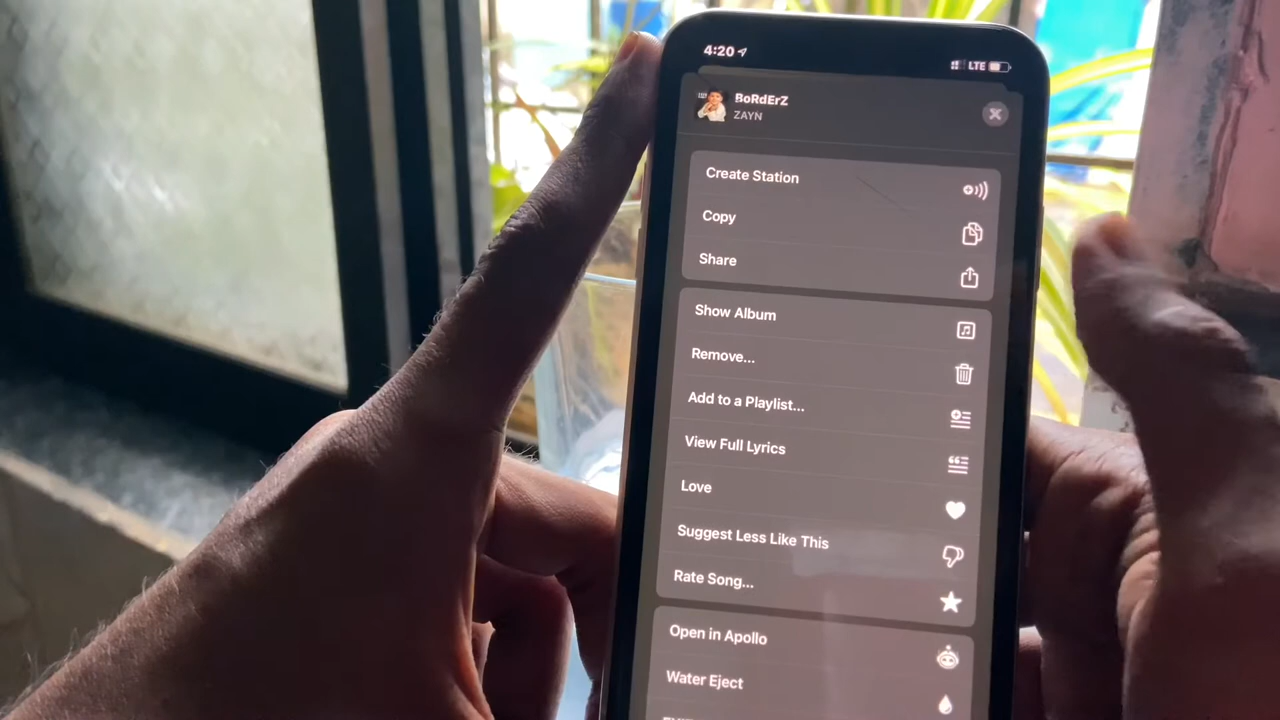 4:20
LTE
BoRdErZ
ZAYN
Create Station
Copy
Share
Show Album
Remove...
Add to a Playlist...
View Full Lyrics
Love
Suggest Less Like This
Rate Song...
Open in Apollo
Water Eject